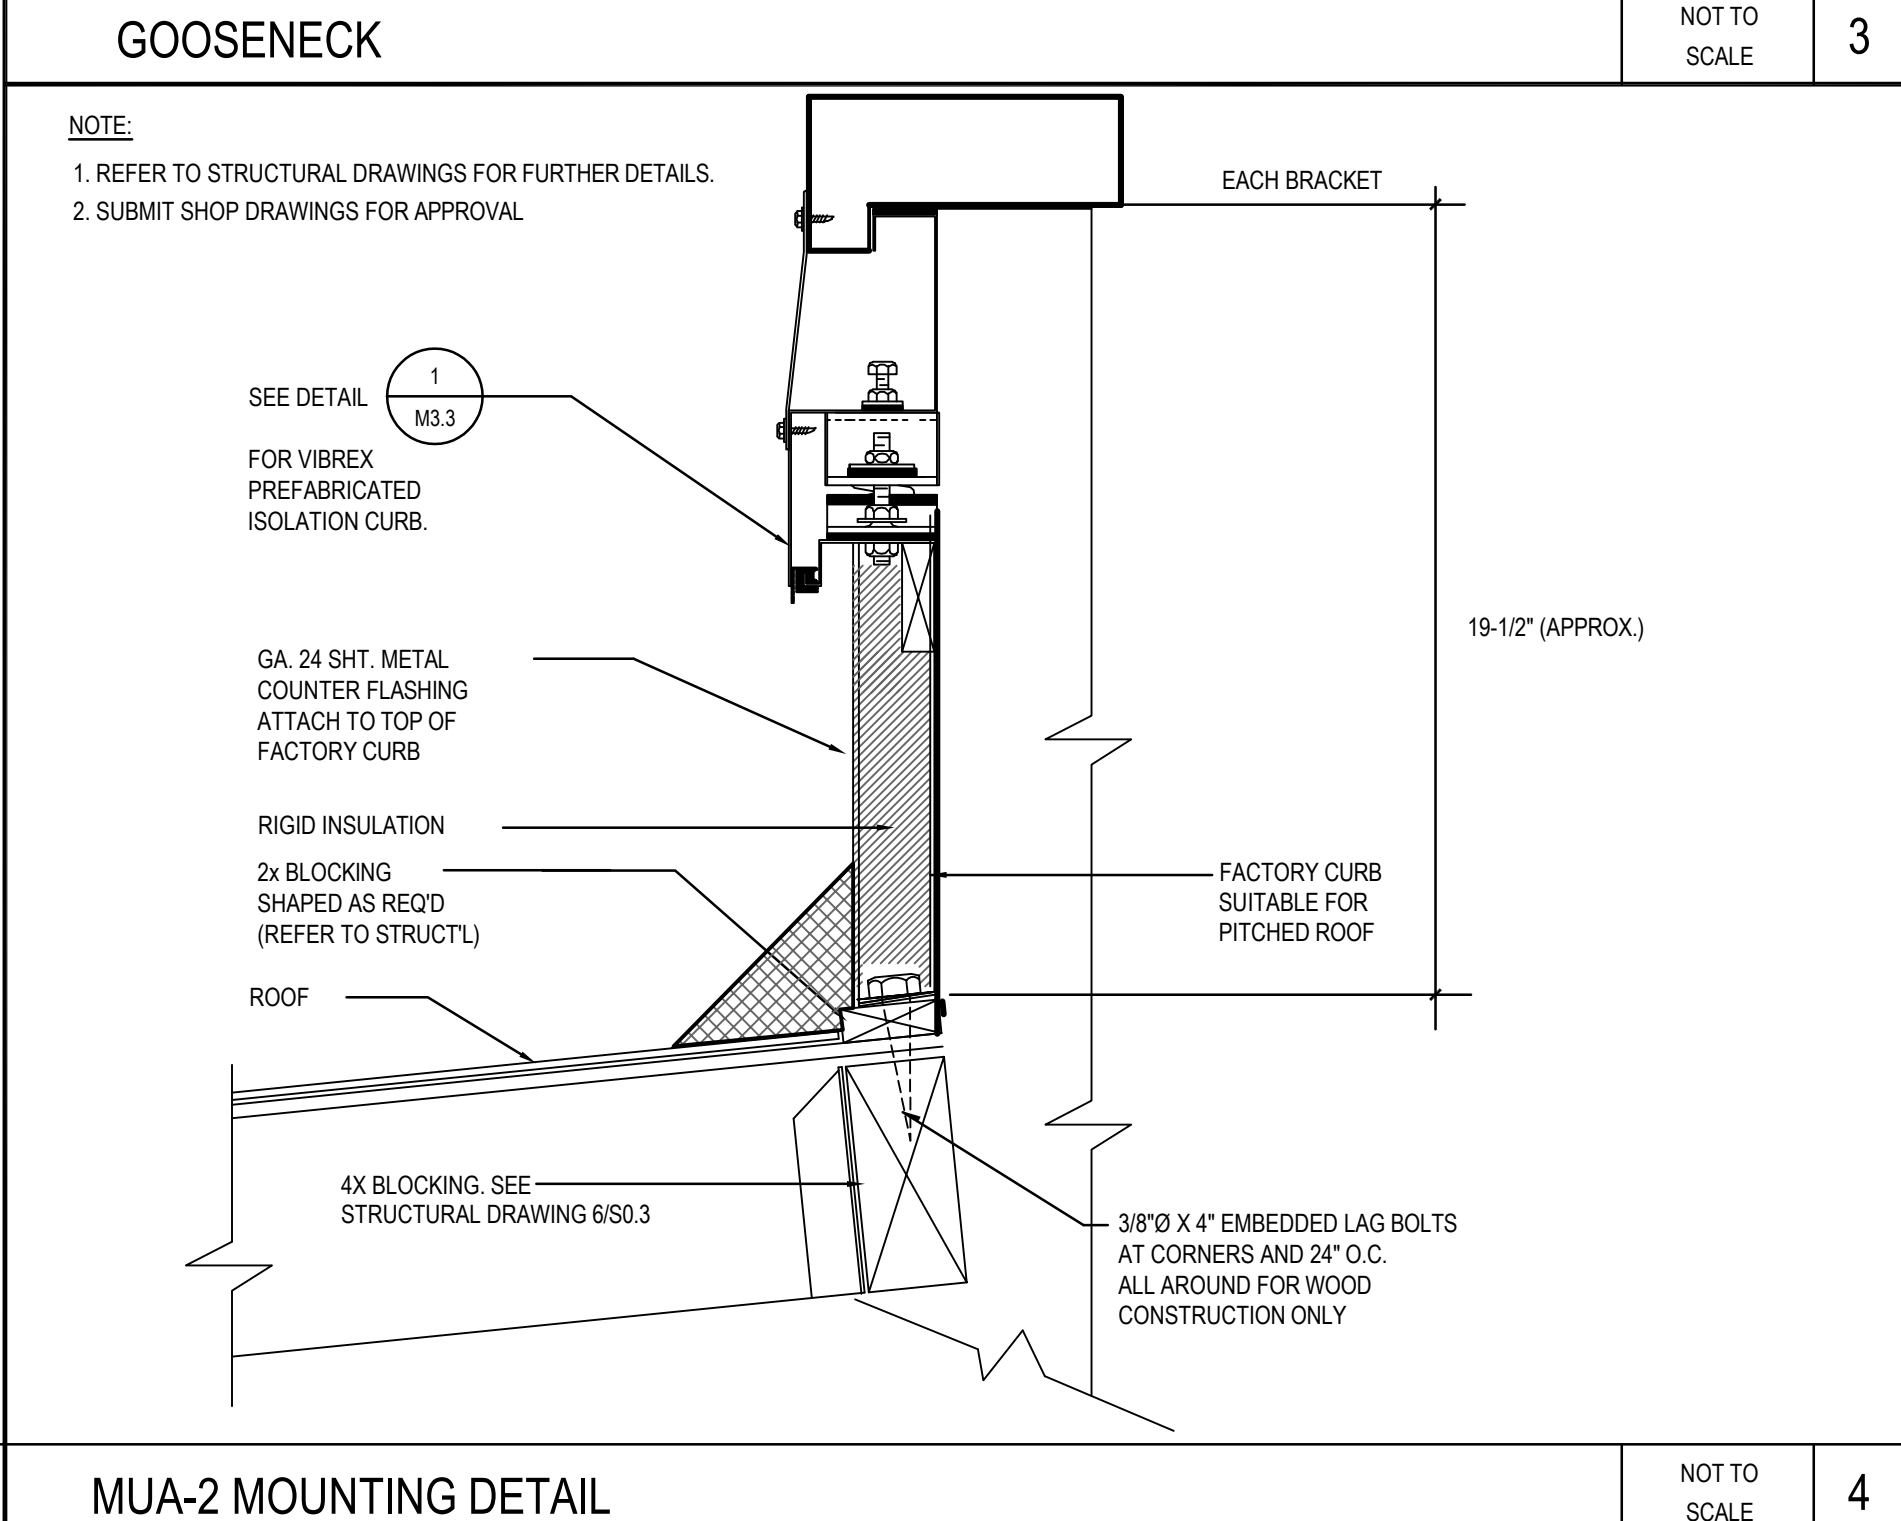 GOOSENECK
NOT TO
SCALE
3
NOTE:
1. REFER TO STRUCTURAL DRAWINGS FOR FURTHER DETAILS.
2. SUBMIT SHOP DRAWINGS FOR APPROVAL
EACH BRACKET
SEE DETAIL
1
M3.3
FOR VIBREX
PREFABRICATED
ISOLATION CURB.
19-1/2" (APPROX.)
GA. 24 SHT. METAL
COUNTER FLASHING
ATTACH TO TOP OF
FACTORY CURB
RIGID INSULATION
2x BLOCKING
SHAPED AS REQ'D
(REFER TO STRUCT'L)
FACTORY CURB
SUITABLE FOR
PITCHED ROOF
ROOF
4X BLOCKING. SEE
STRUCTURAL DRAWING 6/S0.3
3/8"Ø X 4" EMBEDDED LAG BOLTS
AT CORNERS AND 24" O.C.
ALL AROUND FOR WOOD
CONSTRUCTION ONLY
MUA-2 MOUNTING DETAIL
NOT TO
SCALE
4